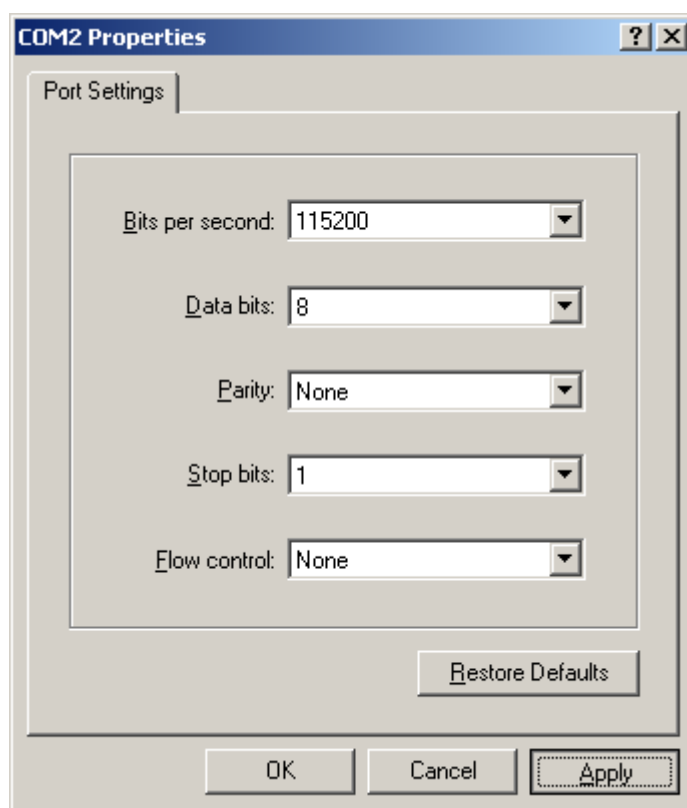 COM2 Properties
Port Settings
Bits per second: 115200
Data bits: 8
Parity: None
Stop bits: 1
Flow control: None
Restore Defaults
OK Cancel Apply